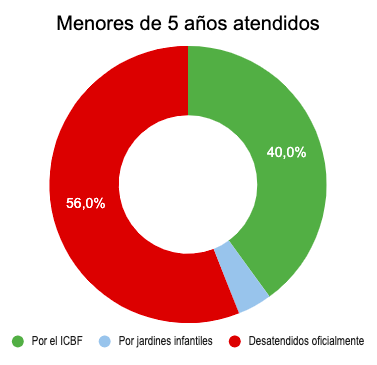 Menores de 5 años atendidos
40,0%
56,0%
Por el ICBF
Por jardines infantiles
Desatendidos oficialmente